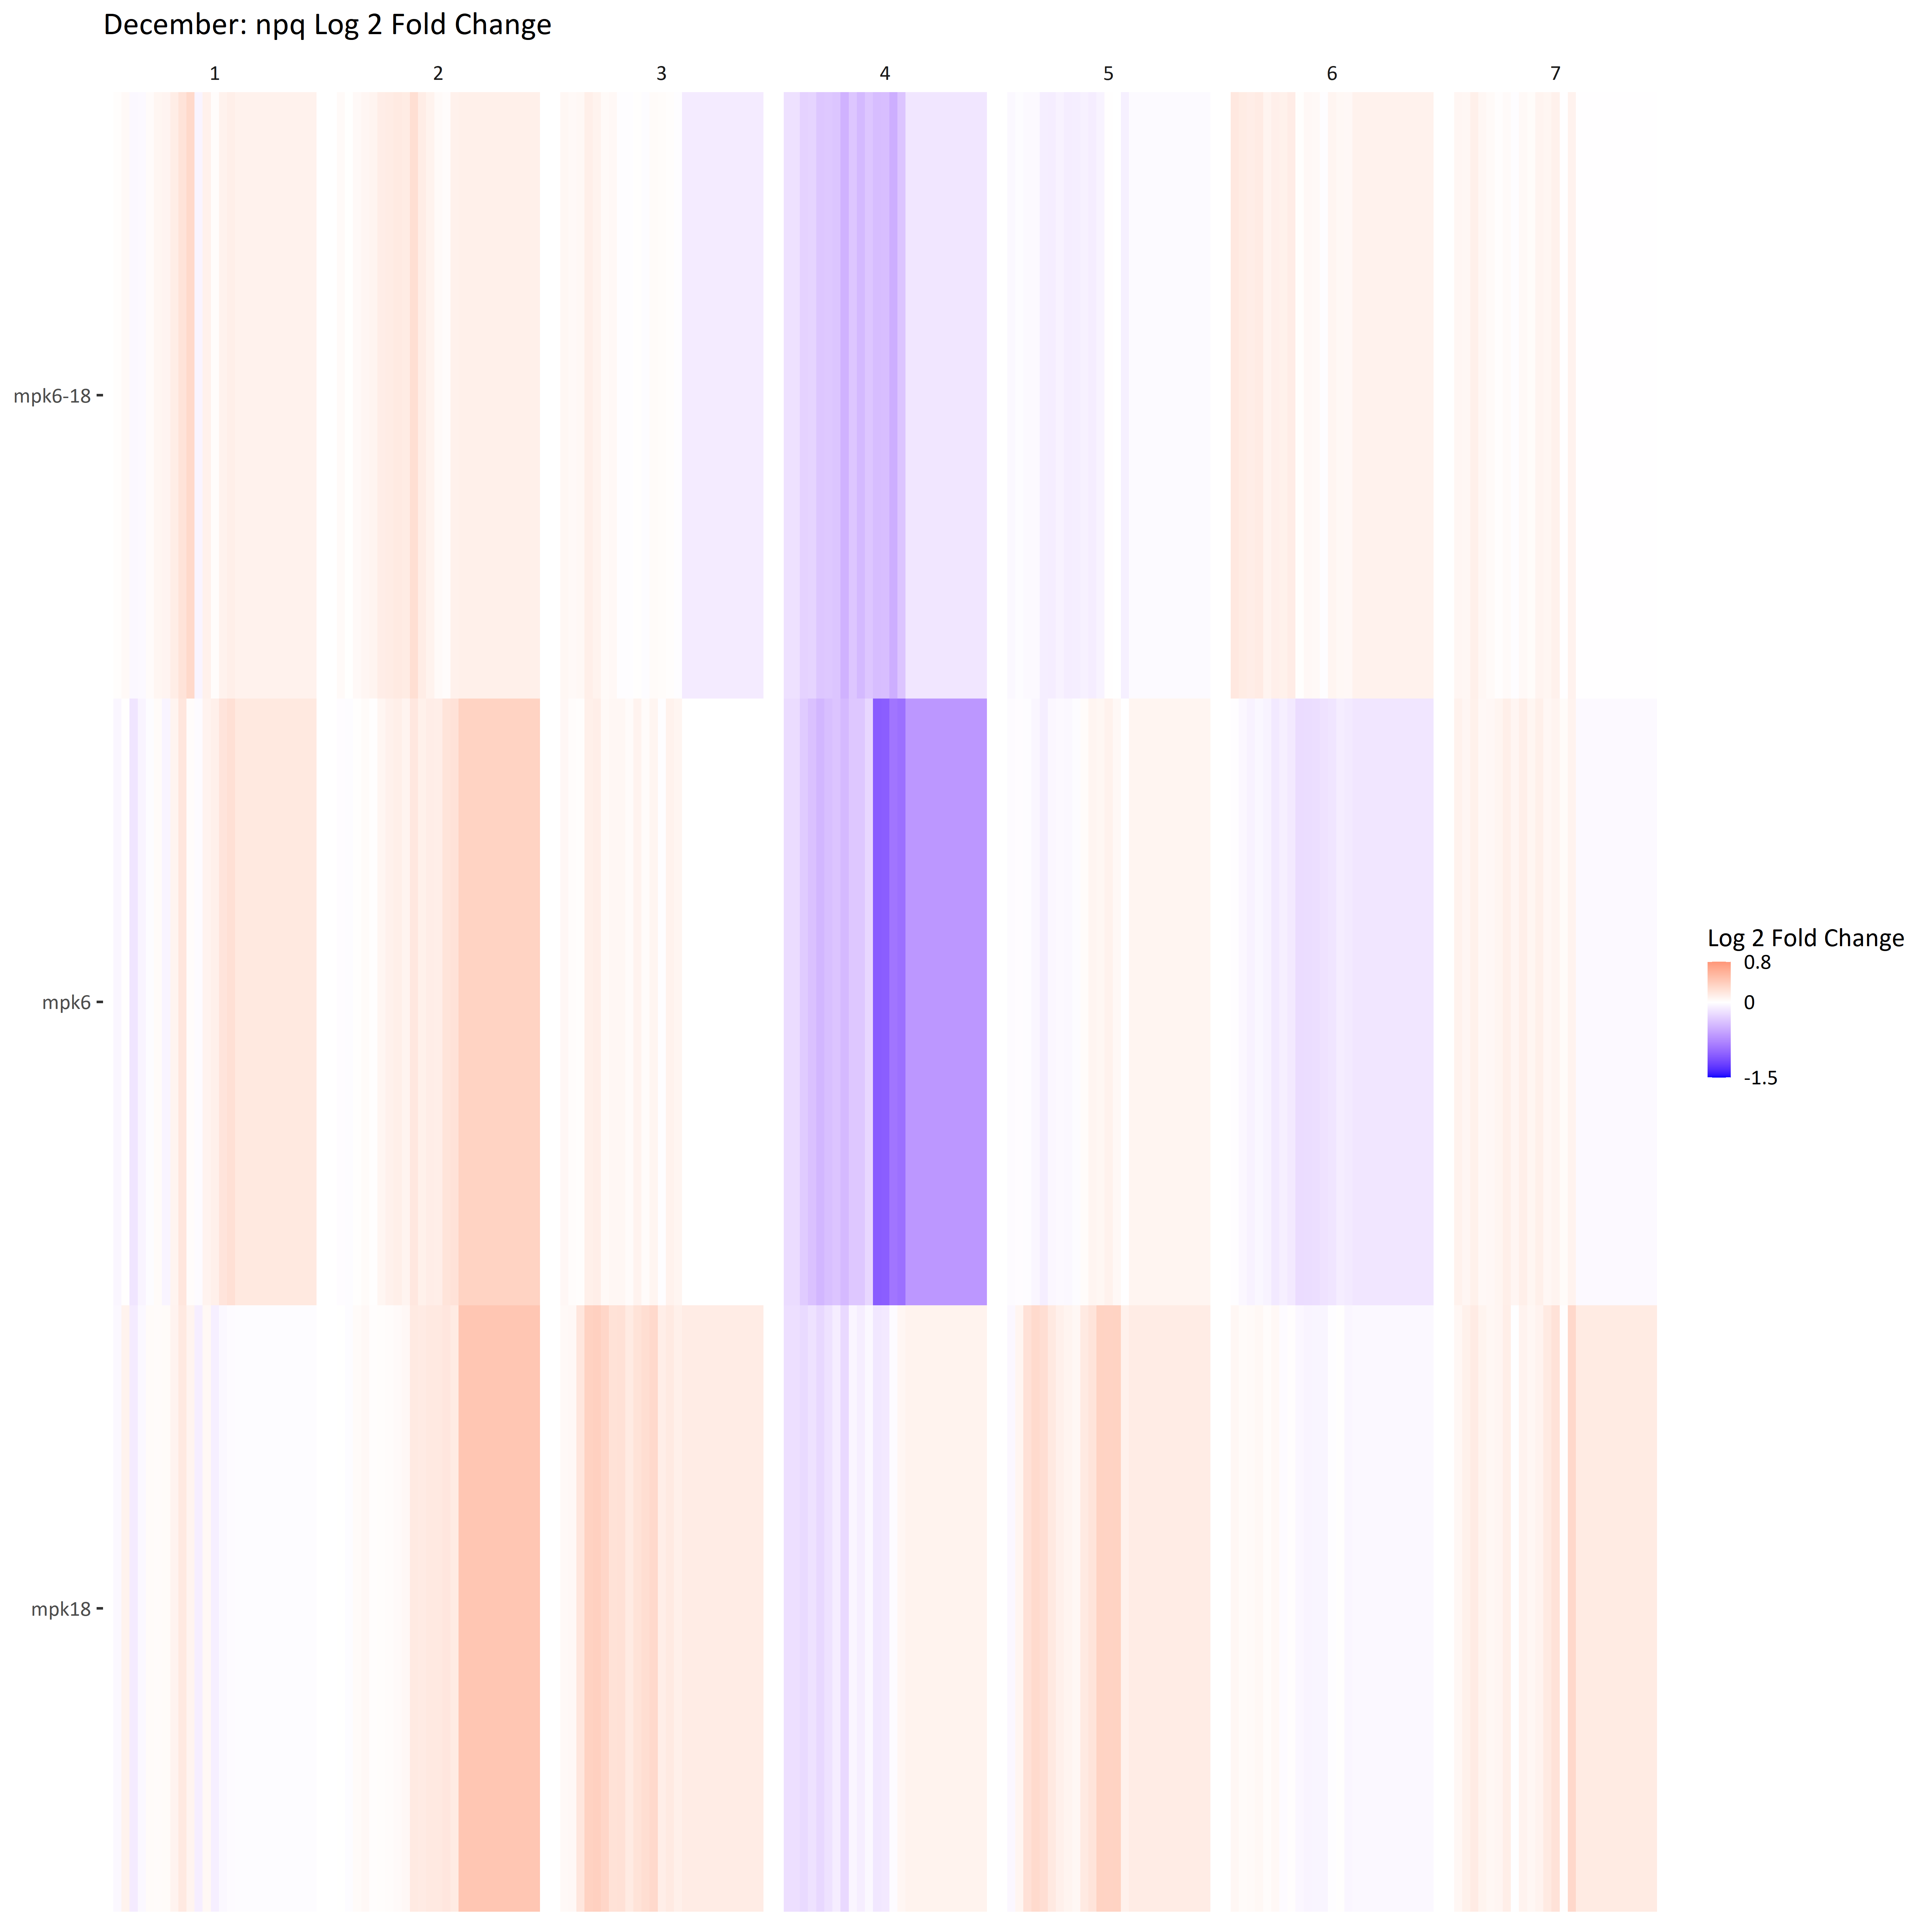 December: npq Log 2 Fold Change
1 2 3 4 5 6 7
mpk6-18
mpk6
mpk18
Log 2 Fold Change
0.8
0
-1.5